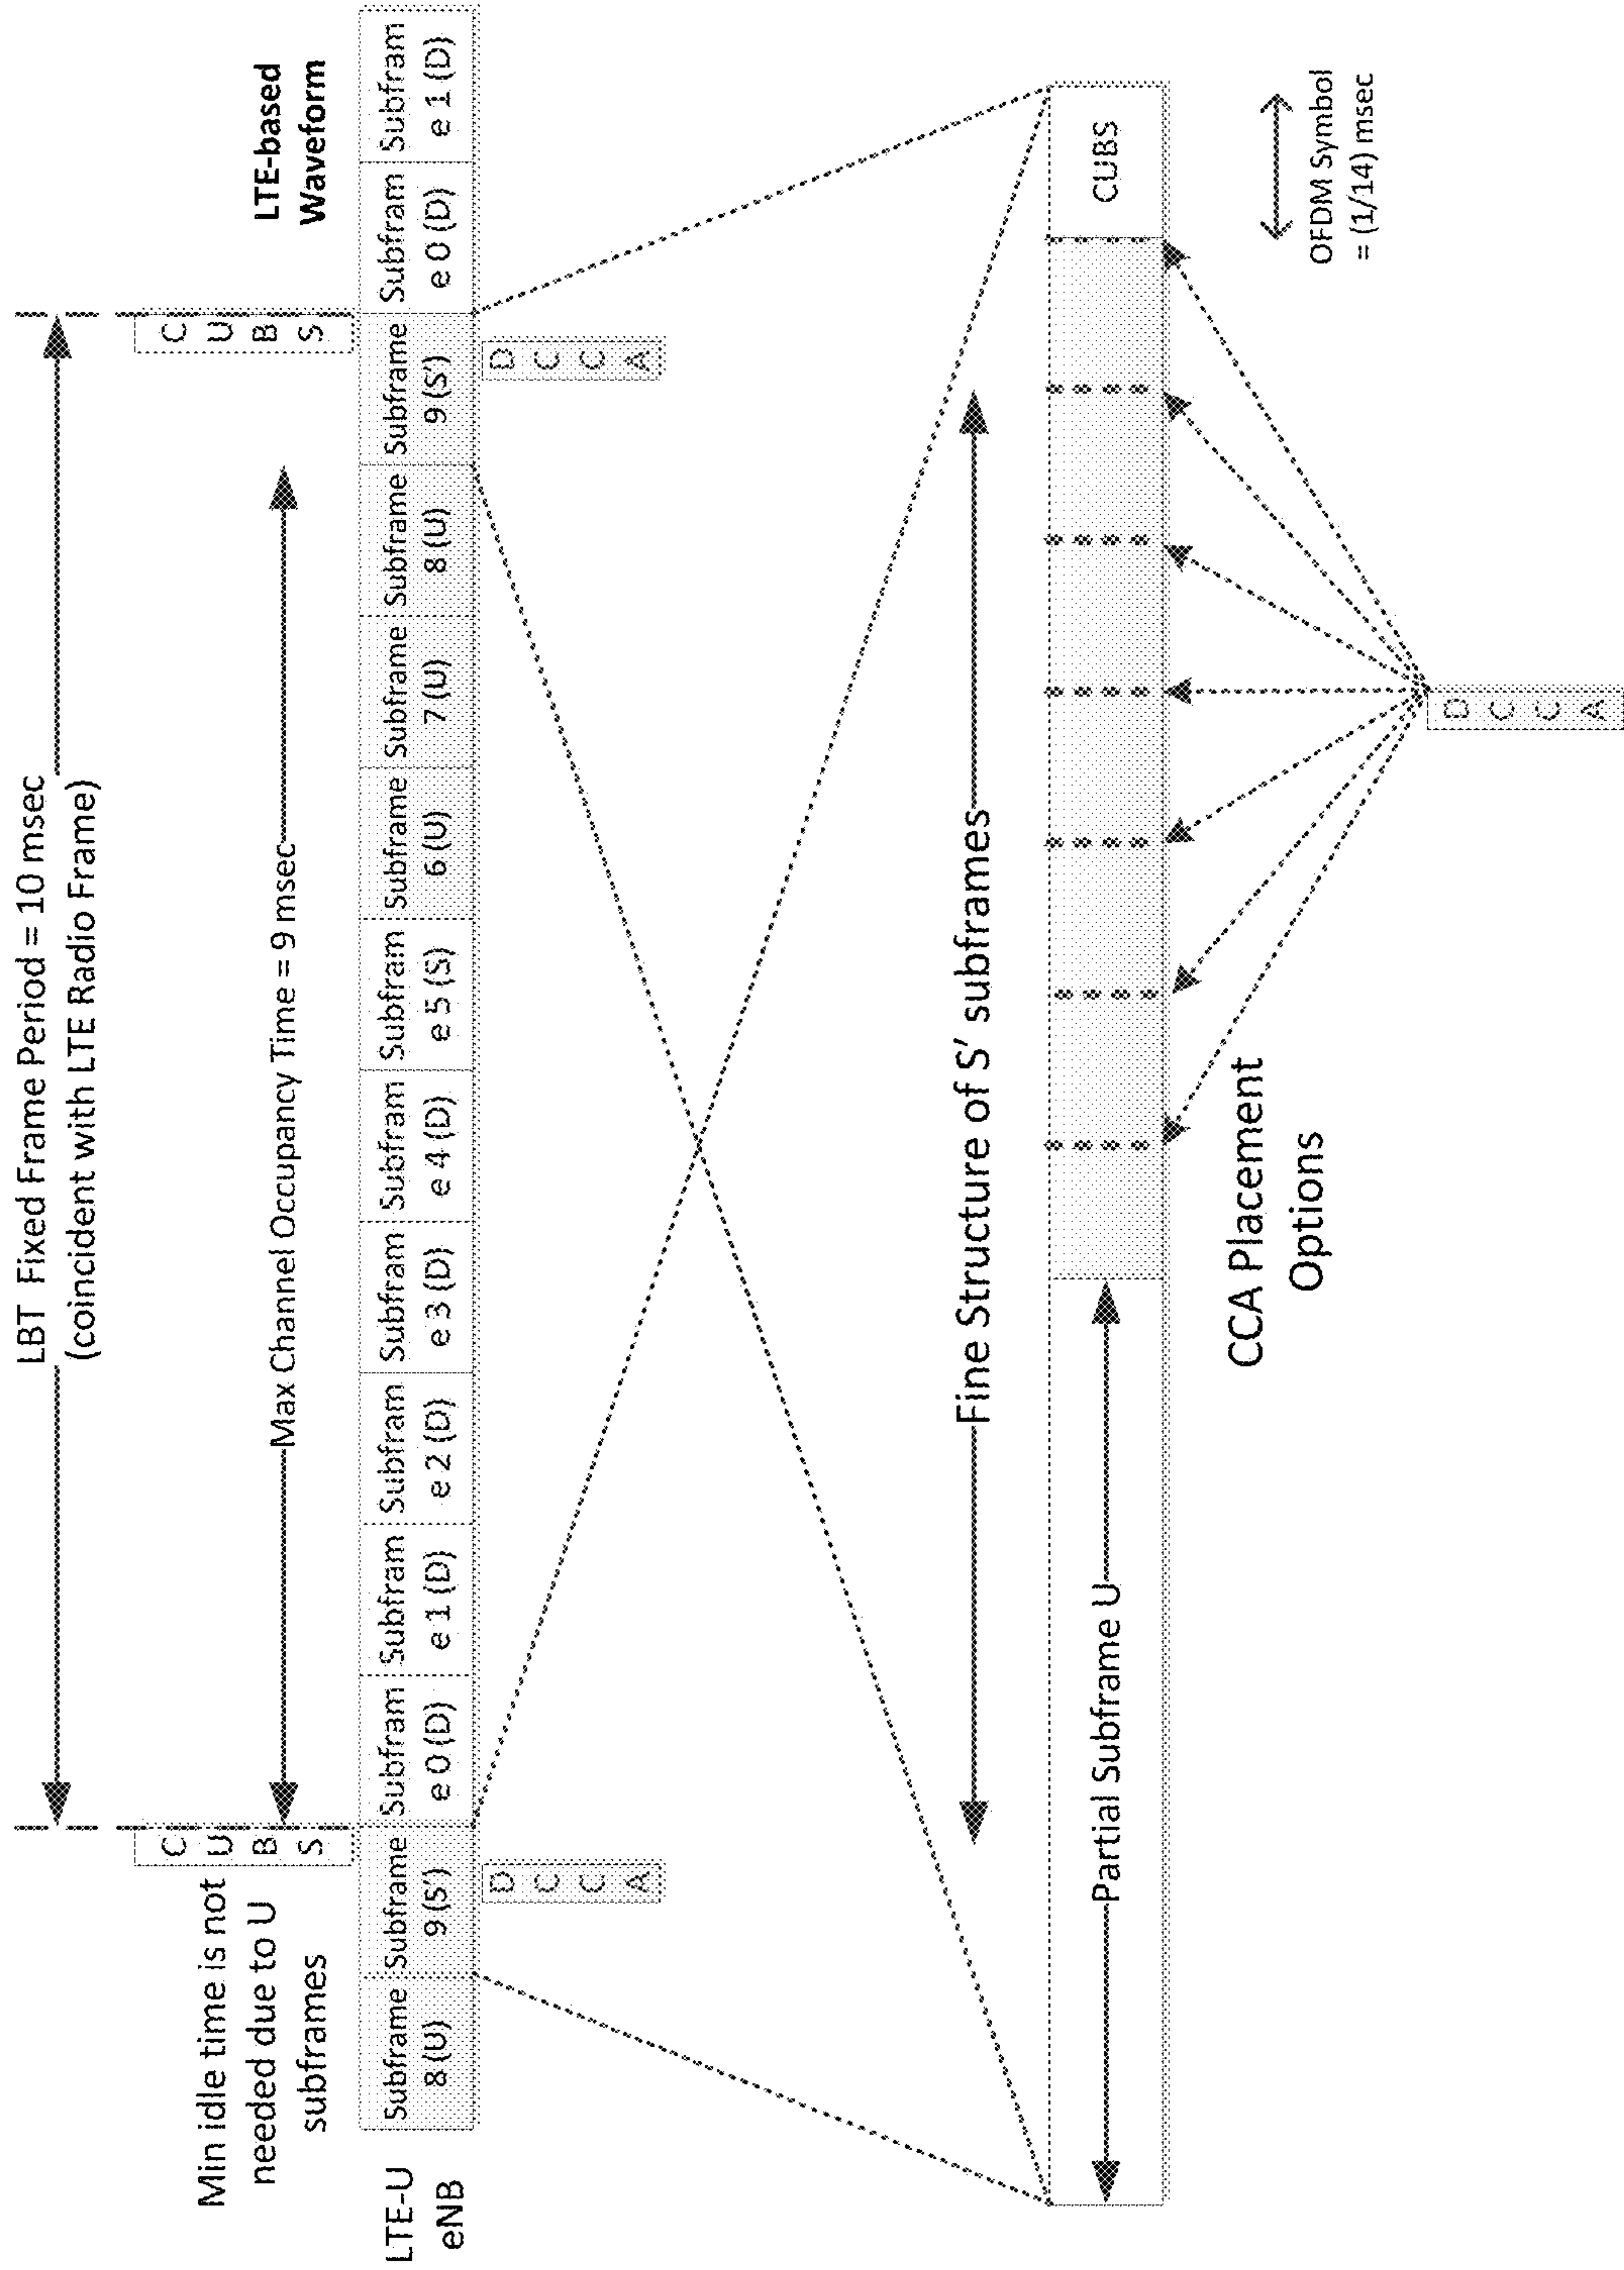 LBT Fixed Frame Period = 10 msec
(coincident with LTE Radio Frame)
Min idle time is not
needed due to U
subframes
C
U
B
S
Max Channel Occupancy Time = 9 msec
C
U
B
S
LTE-based
Waveform
LTE-U
eNB
Subframe
8 (U)
Subframe
9 (S')
Subfram
e 0 (D)
Subfram
e 1 (D)
Subfram
e 2 (D)
Subfram
e 3 (D)
Subfram
e 4 (D)
Subfram
e 5 (S)
Subframe
6 (U)
Subframe
7 (U)
Subframe
8 (U)
Subframe
9 (S')
Subfram
e 0 (D)
Subfram
e 1 (D)
D
C
C
A
D
C
C
A
Fine Structure of S' subframes
Partial Subframe U
CUBS
CCA Placement
Options
OFDM Symbol
= (1/14) msec
D
C
C
A